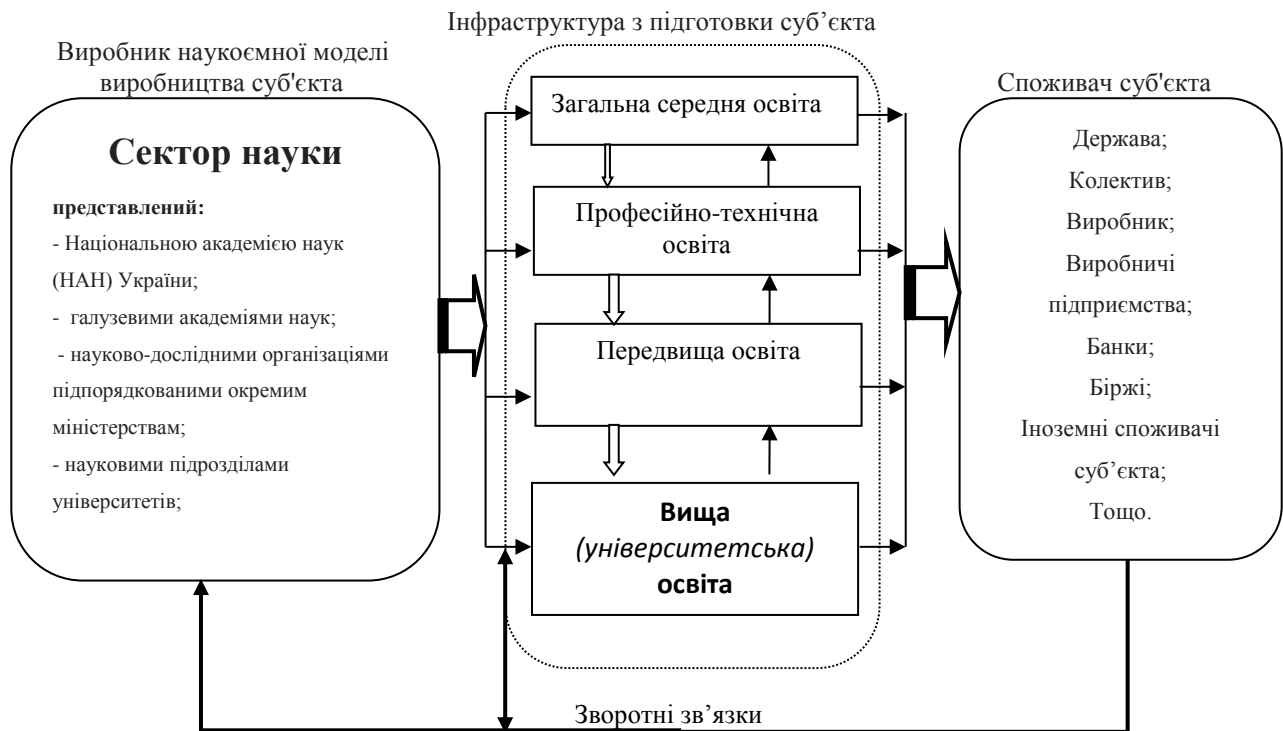 Інфраструктура з підготовки суб’єкта
Виробник наукоємної моделі
виробництва суб'єкта
Сектор науки
представлений:
- Національною академією наук
(НАН) України;
- галузевими академіями наук;
- науково-дослідними організаціями
підпорядкованими окремим
міністерствам;
- науковими підрозділами
університетів;
Загальна середня освіта
Професійно-технічна
освіта
Передвища освіта
Вища
(університетська)
освіта
Споживач суб'єкта
Держава;
Колектив;
Виробник;
Виробничі
підприємства;
Банки;
Біржі;
Іноземні споживачі
суб’єкта;
Тощо.
Зворотні зв’язки